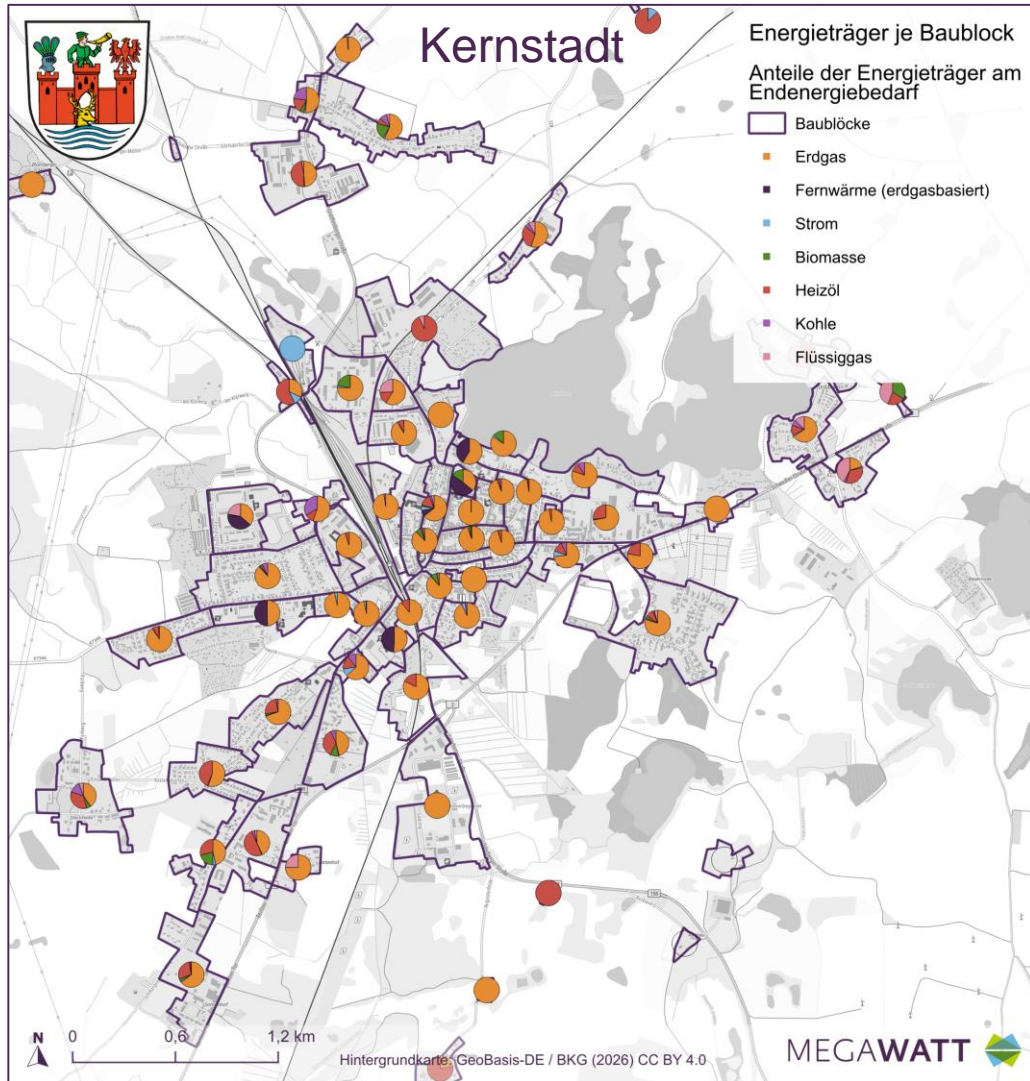 Kernstadt
Energieträger je Baublock
Anteile der Energieträger am
Endenergiebedarf
Baublöcke
Erdgas
Fernwärme (erdgasbasiert)
Strom
Biomasse
Heizöl
Kohle
Flüssiggas
N
0 0,6 1,2 km
Hintergrundkarte: GeoBasis-DE / BKG (2026) CC BY 4.0
MEGAWATT